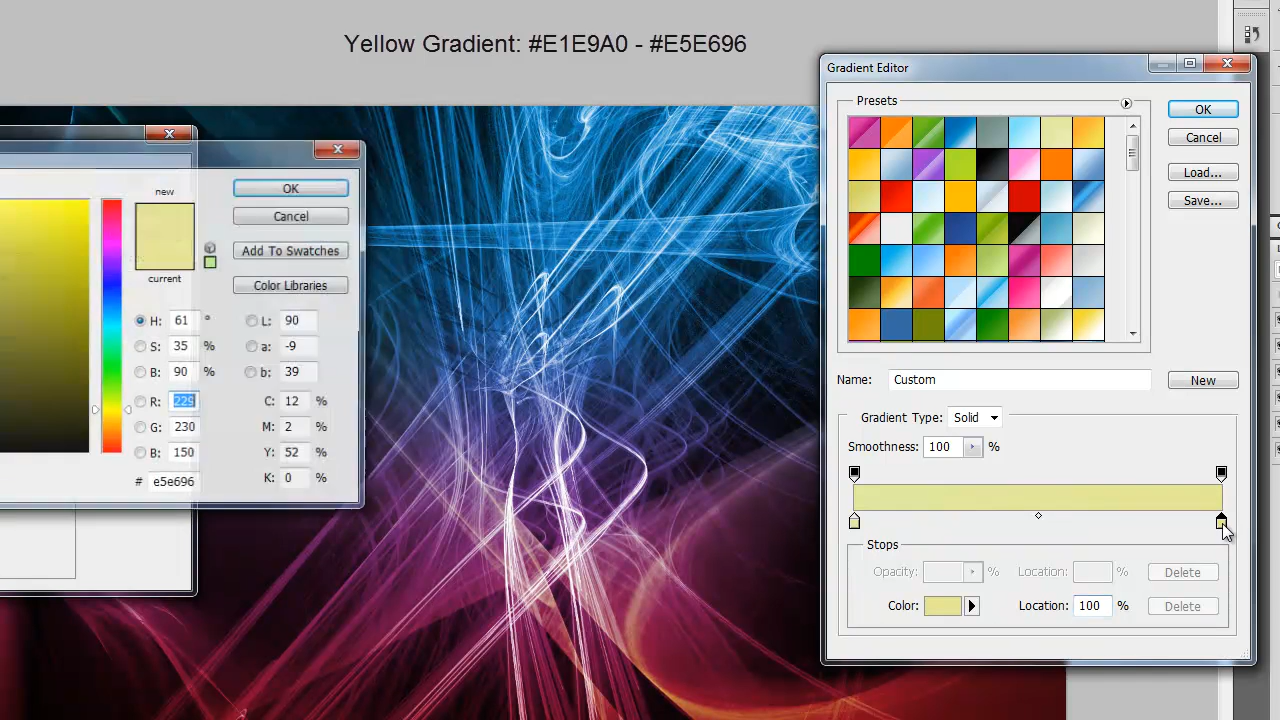 Yellow Gradient: #E1E9A0 - #E5E696
new
current
OK
Cancel
Add To Swatches
Color Libraries
H: 61 °
S: 35 %
B: 90 %
R: 229
G: 230
B: 150
# e5e696
L: 90
a: -9
b: 39
C: 12 %
M: 2 %
Y: 52 %
K: 0 %
Gradient Editor
Presets
OK
Cancel
Load...
Save...
Name: Custom
New
Gradient Type: Solid
Smoothness: 100 %
Stops
Opacity: % Location: % Delete
Color: Location: 100 % Delete